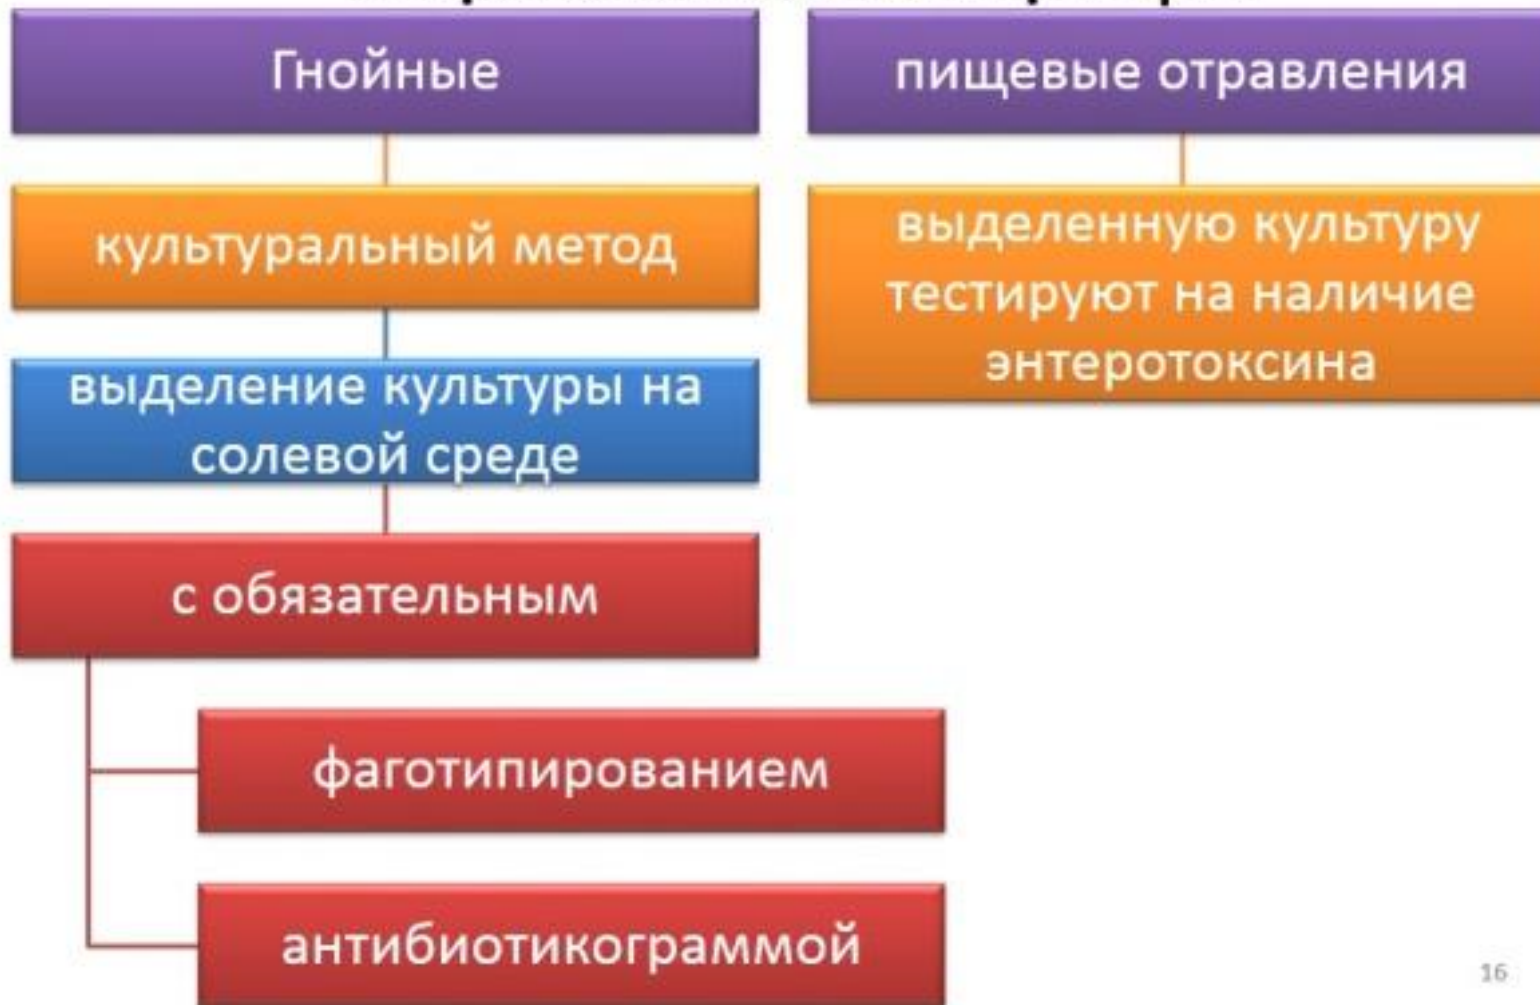 Гнойные
культуральный метод
выделение культуры на
солевой среде
с обязательным
фаготипированием
антибиотикограммой
пищевые отравления
выделенную культуру
тестируют на наличие
энтеротоксина
16